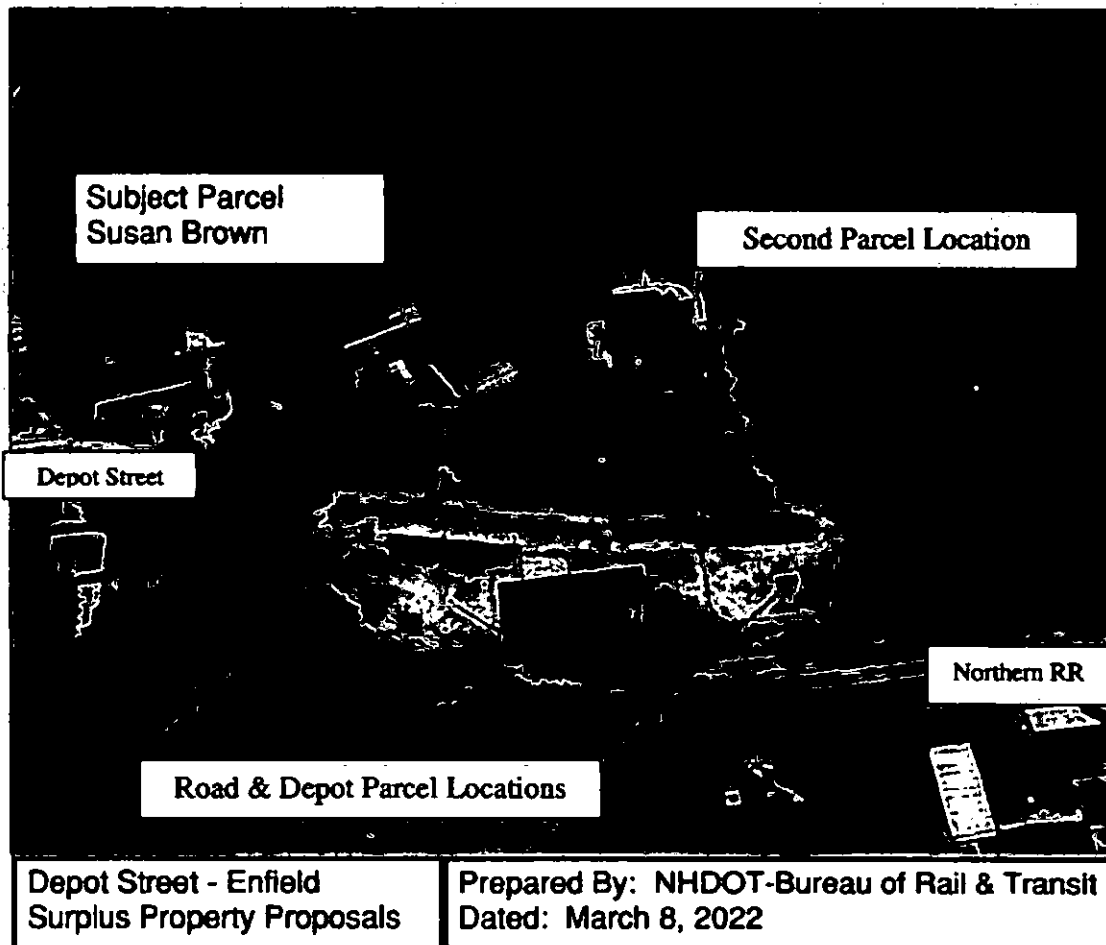 Subject Parcel
Susan Brown
Second Parcel Location
Depot Street
Northern RR
Road & Depot Parcel Locations
Depot Street - Enfield
Surplus Property Proposals
Prepared By: NHDOT-Bureau of Rail & Transit
Dated: March 8, 2022